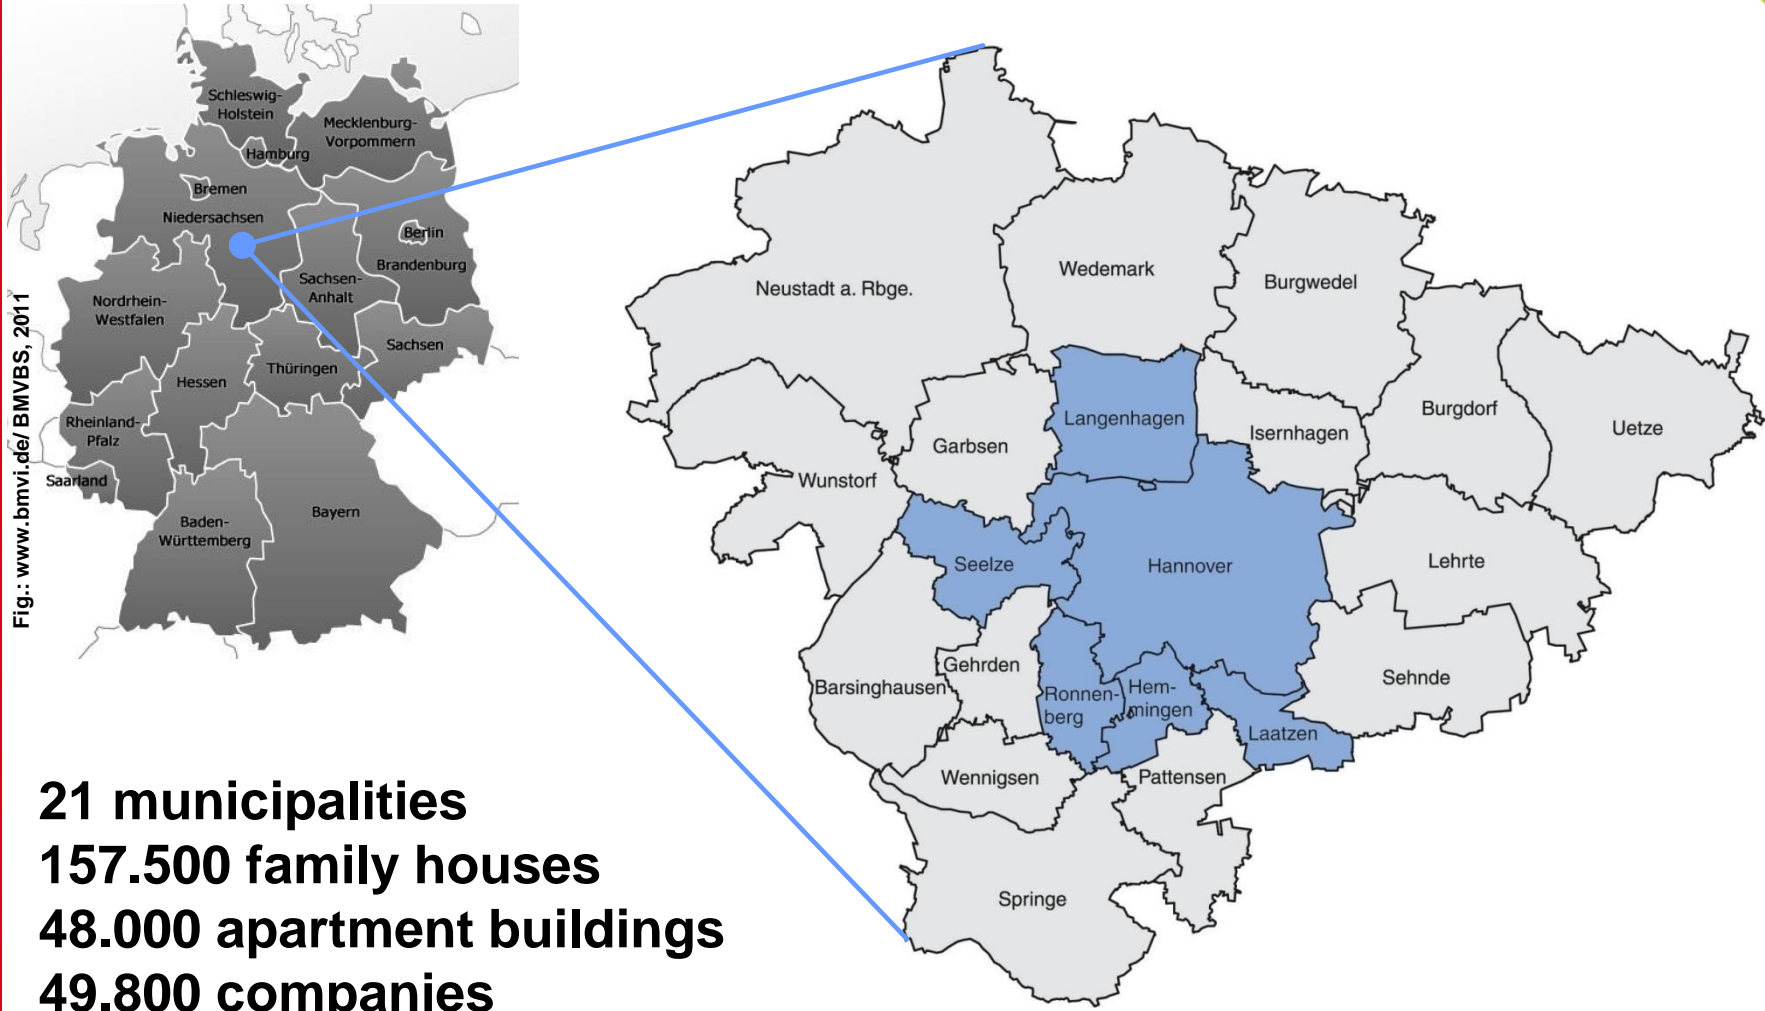 Schleswig-
Holstein
Mecklenburg-
Vorpommern
Hamburg
Bremen
Niedersachsen
Berlin
Brandenburg
Sachsen-
Anhalt
Nordrhein-
Westfalen
Sachsen
Thüringen
Hessen
Rheinland-
Pfalz
Saarland
Bayern
Baden-
Württemberg
Fig.: www.bmvi.de/ BMVBS, 2011
Neustadt a. Rbge.
Wedemark
Burgwedel
Langenhagen
Burgdorf
Uetze
Garbsen
Isernhagen
Wunstorf
Seelze
Hannover
Lehrte
Gehrden
Barsinghausen
Ronnen-
berg
Hem-
mingen
Sehnde
Laatzen
Wennigsen
Pattensen
Springe
21 municipalities
157.500 family houses
48.000 apartment buildings
49.800 companies